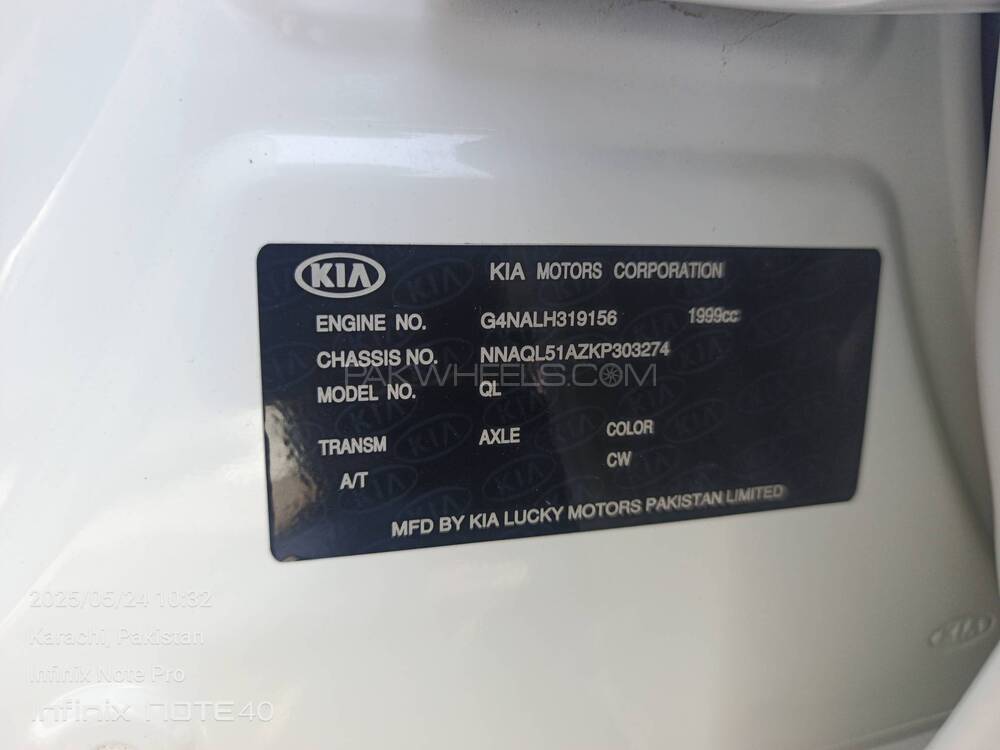 KIA
KIA MOTORS CORPORATION
ENGINE NO. G4NALH319156 1999cc
CHASSIS NO. NNAQL51AZKP303274
PAKWHEELS.COM
MODEL NO. QL
TRANSM AXLE COLOR
A/T CW
MFD BY KIA LUCKY MOTORS PAKISTAN LIMITED
2025/05/24 10:32
Karachi, Pakistan
Infinix Note Pro
Infinix NOTE40
KIA